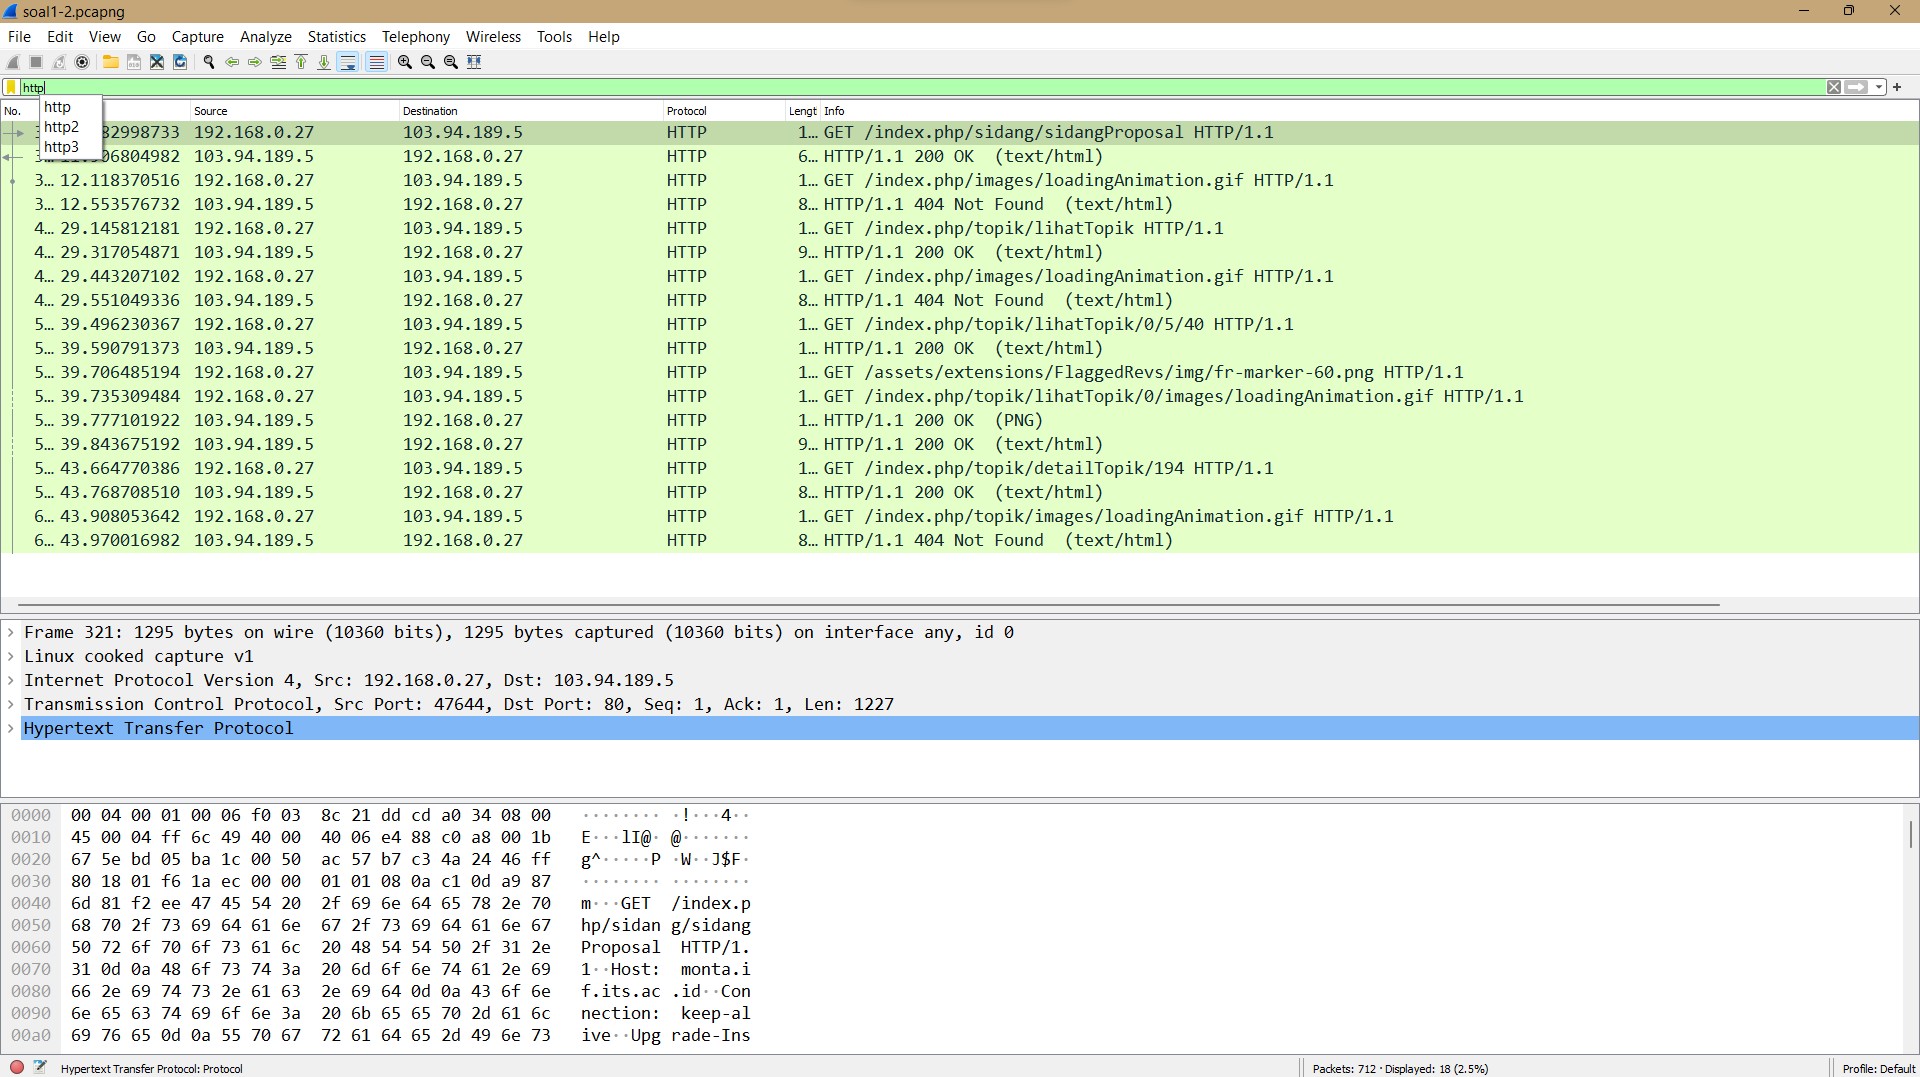 soal1-2.pcapng
File Edit View Go Capture Analyze Statistics Telephony Wireless Tools Help
http
http
http2
http3
No. Source Destination Protocol Lengt Info
3… 82998733 192.168.0.27 103.94.189.5 HTTP 1… GET /index.php/sidang/sidangProposal HTTP/1.1
3… 06804982 103.94.189.5 192.168.0.27 HTTP 6… HTTP/1.1 200 OK (text/html)
3… 12.118370516 192.168.0.27 103.94.189.5 HTTP 1… GET /index.php/images/loadingAnimation.gif HTTP/1.1
3… 12.553576732 103.94.189.5 192.168.0.27 HTTP 8… HTTP/1.1 404 Not Found (text/html)
4… 29.145812181 192.168.0.27 103.94.189.5 HTTP 1… GET /index.php/topik/lihatTopik HTTP/1.1
4… 29.317054871 103.94.189.5 192.168.0.27 HTTP 9… HTTP/1.1 200 OK (text/html)
4… 29.443207102 192.168.0.27 103.94.189.5 HTTP 1… GET /index.php/images/loadingAnimation.gif HTTP/1.1
4… 29.551049336 103.94.189.5 192.168.0.27 HTTP 8… HTTP/1.1 404 Not Found (text/html)
5… 39.496230367 192.168.0.27 103.94.189.5 HTTP 1… GET /index.php/topik/lihatTopik/0/5/40 HTTP/1.1
5… 39.590791373 103.94.189.5 192.168.0.27 HTTP 1… HTTP/1.1 200 OK (text/html)
5… 39.706485194 192.168.0.27 103.94.189.5 HTTP 1… GET /assets/extensions/FlaggedRevs/img/fr-marker-60.png HTTP/1.1
5… 39.735309484 192.168.0.27 103.94.189.5 HTTP 1… GET /index.php/topik/lihatTopik/0/images/loadingAnimation.gif HTTP/1.1
5… 39.777101922 103.94.189.5 192.168.0.27 HTTP 1… HTTP/1.1 200 OK (PNG)
5… 39.843675192 103.94.189.5 192.168.0.27 HTTP 9… HTTP/1.1 200 OK (text/html)
5… 43.664770386 192.168.0.27 103.94.189.5 HTTP 1… GET /index.php/topik/detailTopik/194 HTTP/1.1
5… 43.768708510 103.94.189.5 192.168.0.27 HTTP 8… HTTP/1.1 200 OK (text/html)
6… 43.908053642 192.168.0.27 103.94.189.5 HTTP 1… GET /index.php/topik/images/loadingAnimation.gif HTTP/1.1
6… 43.970016982 103.94.189.5 192.168.0.27 HTTP 8… HTTP/1.1 404 Not Found (text/html)
Frame 321: 1295 bytes on wire (10360 bits), 1295 bytes captured (10360 bits) on interface any, id 0
Linux cooked capture v1
Internet Protocol Version 4, Src: 192.168.0.27, Dst: 103.94.189.5
Transmission Control Protocol, Src Port: 47644, Dst Port: 80, Seq: 1, Ack: 1, Len: 1227
Hypertext Transfer Protocol
0000 00 04 00 01 00 06 f0 03 8c 21 dd cd a0 34 08 00 ········ ·!···4··
0010 45 00 04 ff 6c 49 40 00 40 06 e4 88 c0 a8 00 1b E···lI@· @·······
0020 67 5e bd 05 ba 1c 00 50 ac 57 b7 c3 4a 24 46 ff g^·····P ·W··J$F·
0030 80 18 01 f6 1a ec 00 00 01 01 08 0a c1 0d a9 87 ········ ········
0040 6d 81 f2 ee 47 45 54 20 2f 69 6e 64 65 78 2e 70 m···GET /index.p
0050 68 70 2f 73 69 64 61 6e 67 2f 73 69 64 61 6e 67 hp/sidan g/sidang
0060 50 72 6f 70 6f 73 61 6c 20 48 54 54 50 2f 31 2e Proposal HTTP/1.
0070 31 0d 0a 48 6f 73 74 3a 20 6d 6f 6e 74 61 2e 69 1··Host: monta.i
0080 66 2e 69 74 73 2e 61 63 2e 69 64 0d 0a 43 6f 6e f.its.ac .id··Con
0090 6e 65 63 74 69 6f 6e 3a 20 6b 65 65 70 2d 61 6c nection: keep-al
00a0 69 76 65 0d 0a 55 70 67 72 61 64 65 2d 49 6e 73 ive··Upg rade-Ins
Hypertext Transfer Protocol: Protocol Packets: 712 · Displayed: 18 (2.5%) Profile: Default